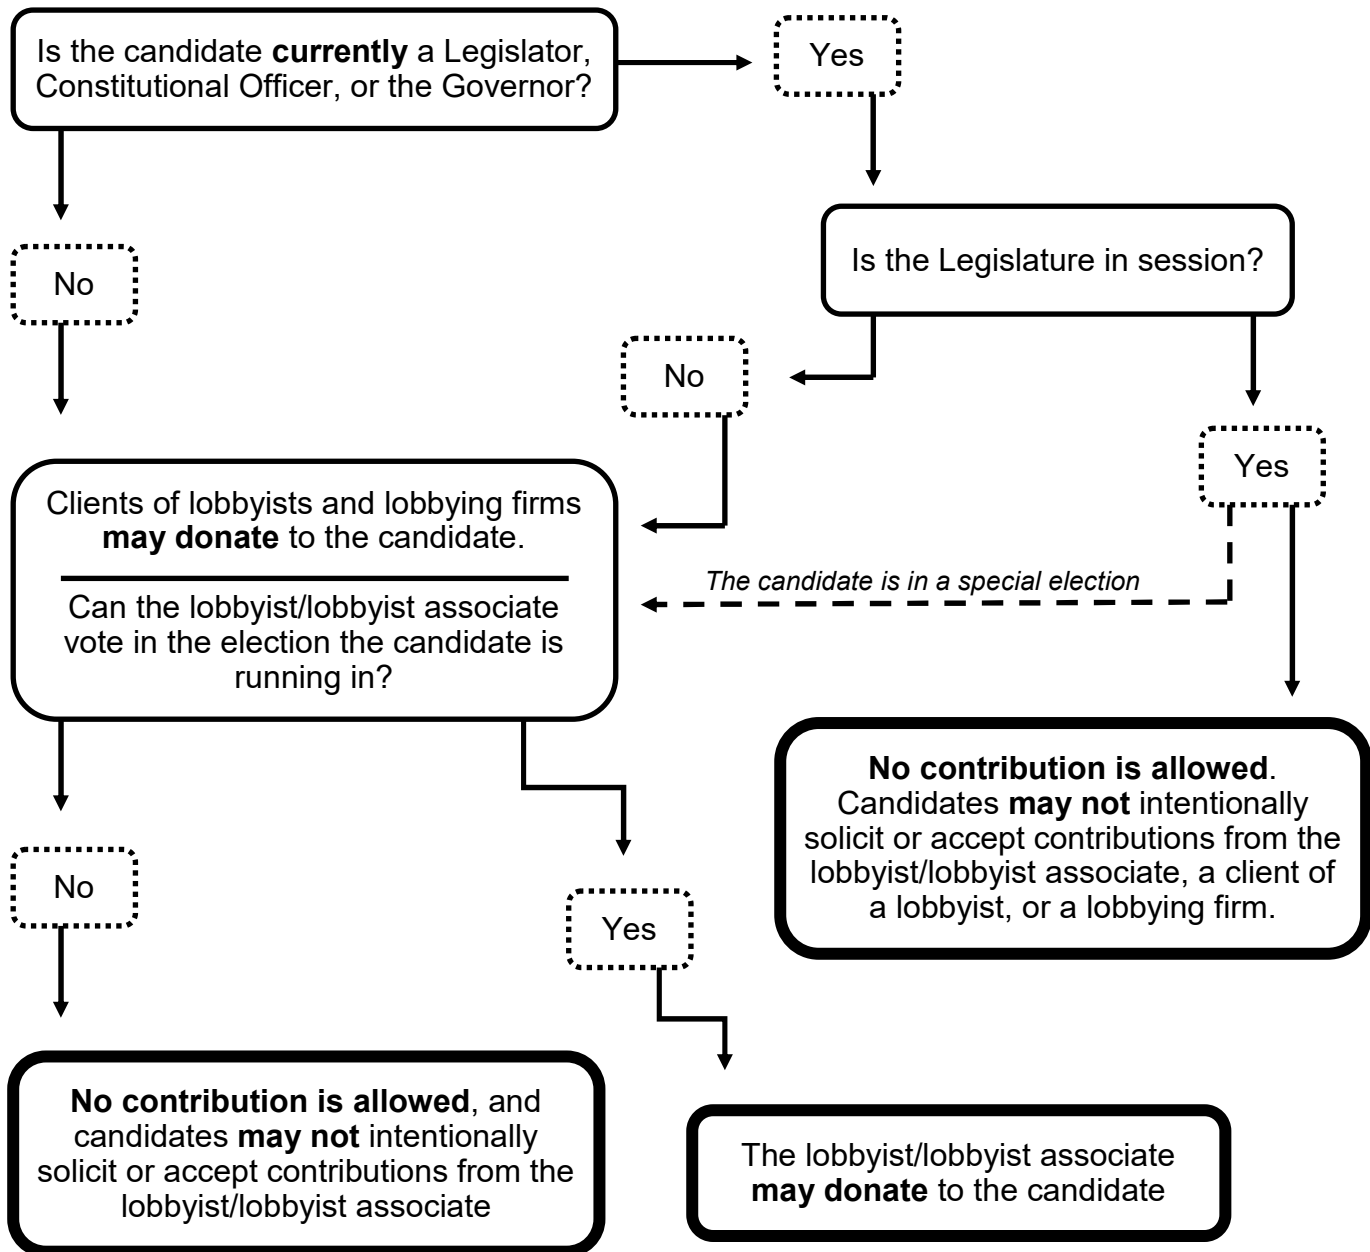 Is the candidate currently a Legislator,
Constitutional Officer, or the Governor?
Yes
Is the Legislature in session?
No
No
Yes
Clients of lobbyists and lobbying firms
may donate to the candidate.
The candidate is in a special election
Can the lobbyist/lobbyist associate
vote in the election the candidate is
running in?
No contribution is allowed.
Candidates may not intentionally
solicit or accept contributions from the
lobbyist/lobbyist associate, a client of
a lobbyist, or a lobbying firm.
No
Yes
No contribution is allowed, and
candidates may not intentionally
solicit or accept contributions from the
lobbyist/lobbyist associate
The lobbyist/lobbyist associate
may donate to the candidate